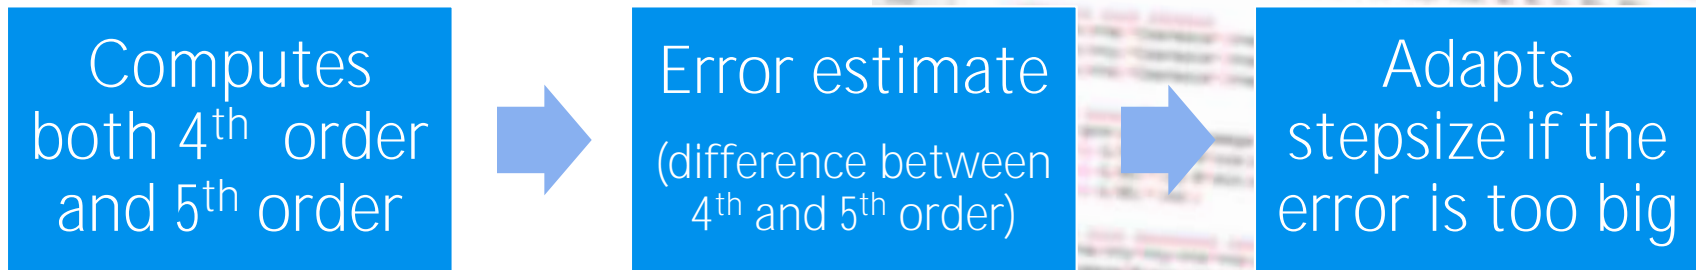 Computes
both 4th order
and 5th order
Error estimate
(difference between
4th and 5th order)
Adapts
stepsize if the
error is too big